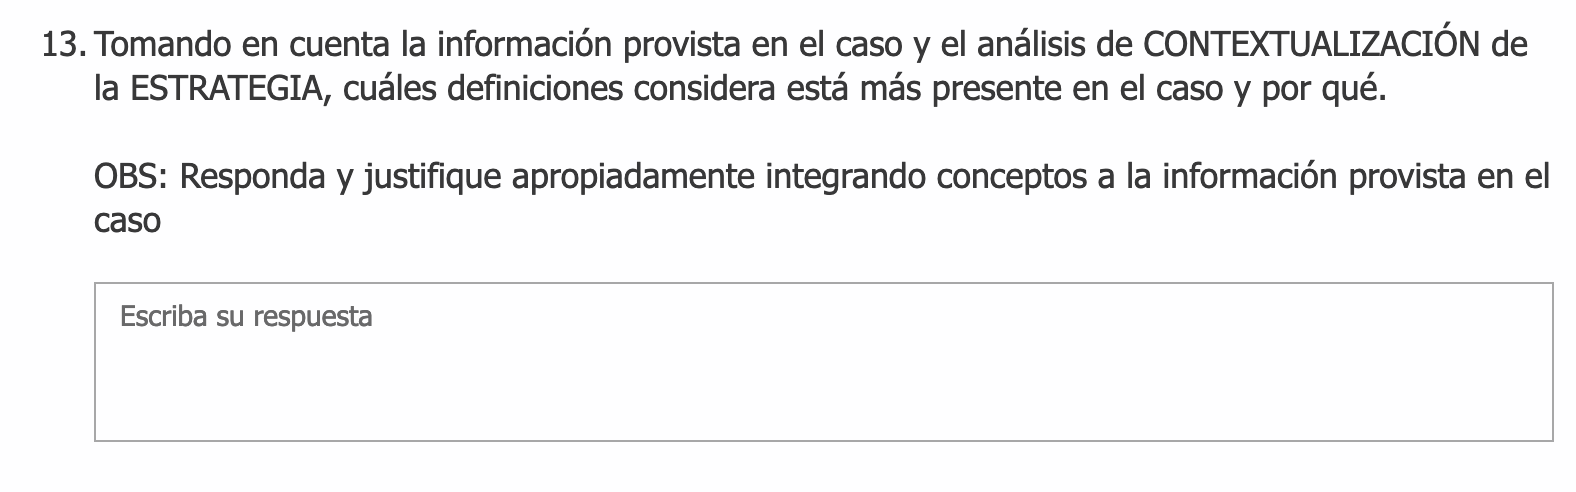 13. Tomando en cuenta la información provista en el caso y el análisis de CONTEXTUALIZACIÓN de
la ESTRATEGIA, cuáles definiciones considera está más presente en el caso y por qué.
OBS: Responda y justifique apropiadamente integrando conceptos a la información provista en el
caso
Escriba su respuesta